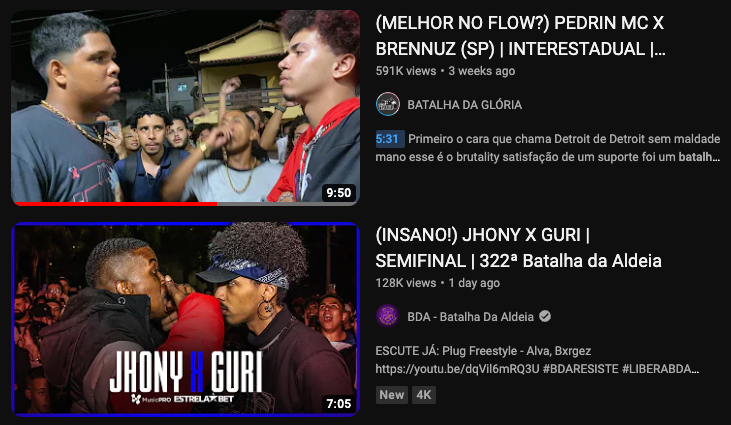 (MELHOR NO FLOW?) PEDRIN MC X
BRENNUZ (SP) | INTERESTADUAL |...
591K views • 3 weeks ago
BATALHA DA GLÓRIA
5:31 Primeiro o cara que chama Detroit de Detroit sem maldade
mano esse é o brutality satisfação de um suporte foi um batalh...
9:50
(INSANO!) JHONY X GURI |
SEMIFINAL | 322ª Batalha da Aldeia
128K views • 1 day ago
BDA - Batalha Da Aldeia
ESCUTE JÁ: Plug Freestyle - Alva, Bxrgez
https://youtu.be/dqVil6mRQ3U #BDARESISTE #LIBERABDA...
New 4K
JHONY X GURI
MusicPRO ESTRELABET
7:05